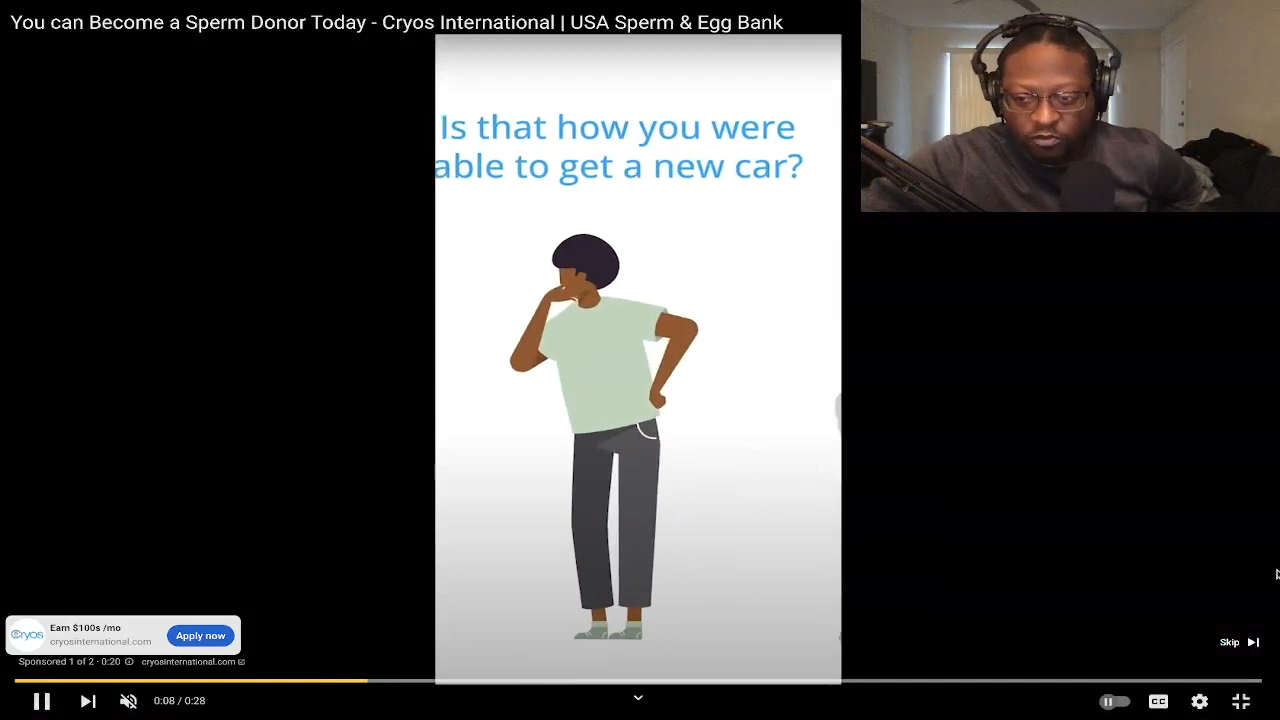 You can Become a Sperm Donor Today - Cryos International | USA Sperm & Egg Bank
Is that how you were
able to get a new car?
Cryos
Earn $100s /mo
cryosinternational.com
Apply now
Sponsored 1 of 2 · 0:20
cryosinternational.com
Skip
0:08 / 0:28
CC